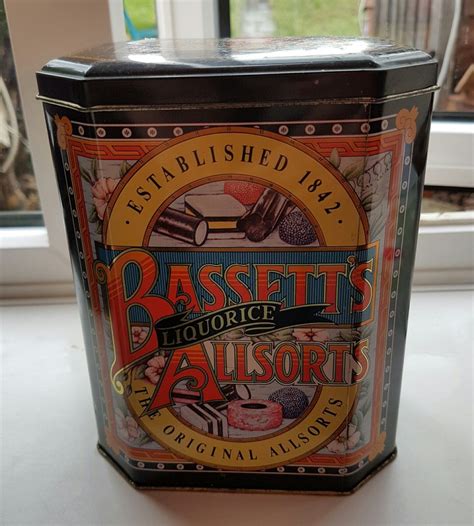 · ESTABLISHED 1842 ·
BASSETT'S
LIQUORICE
ALLSORTS
THE ORIGINAL ALLSORTS